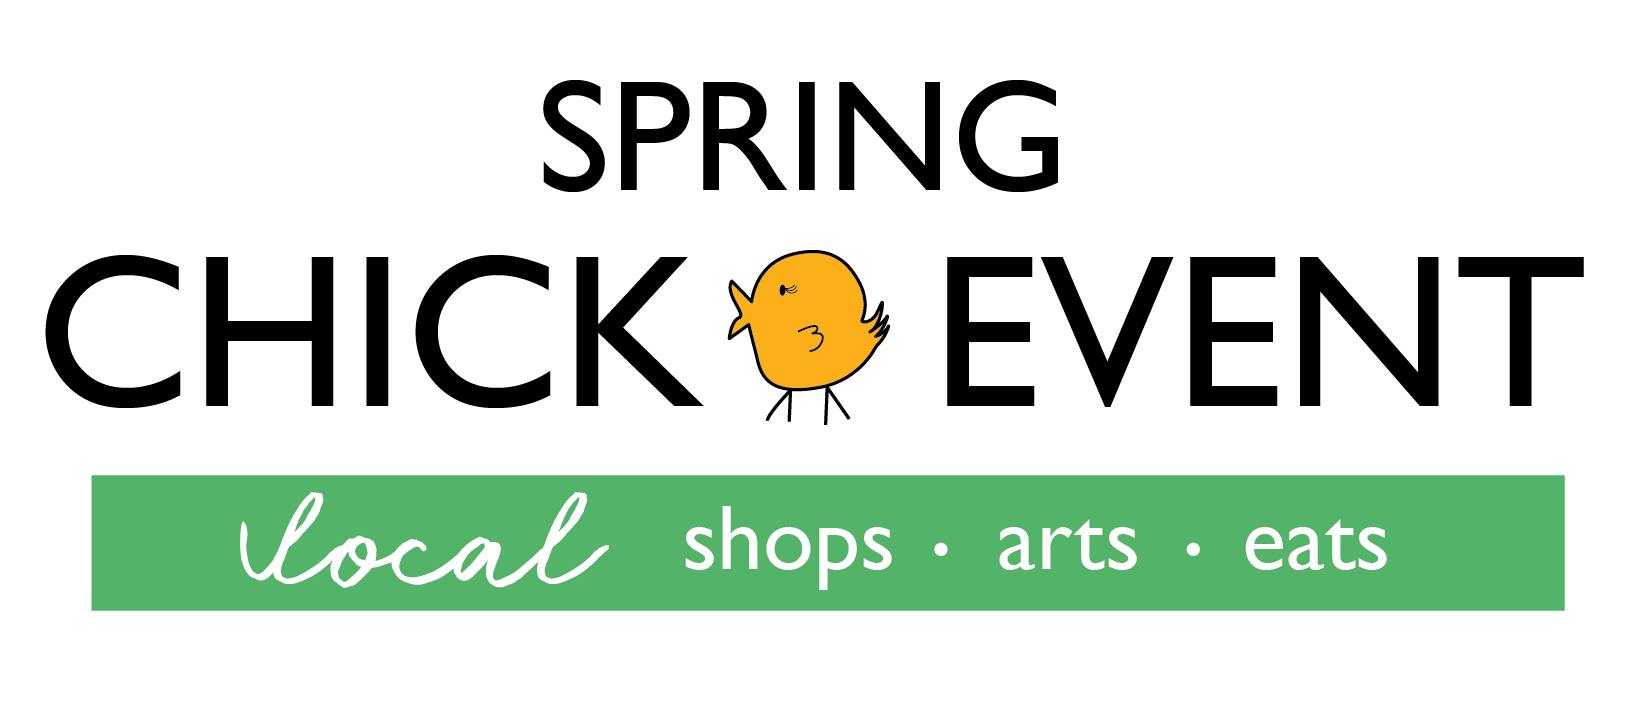 SPRING
CHICK EVENT
local shops • arts • eats